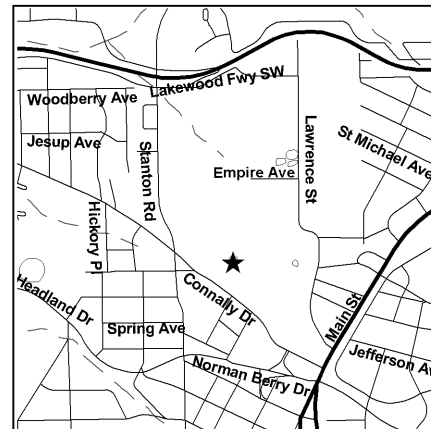 Lakewood Fwy SW
Woodberry Ave
Lawrence St
St Michael Ave
Jesup Ave
Stanton Rd
Empire Ave
Hickory Pl
Headland Dr
Connally Dr
Spring Ave
Main St
Jefferson Av
Norman Berry Dr